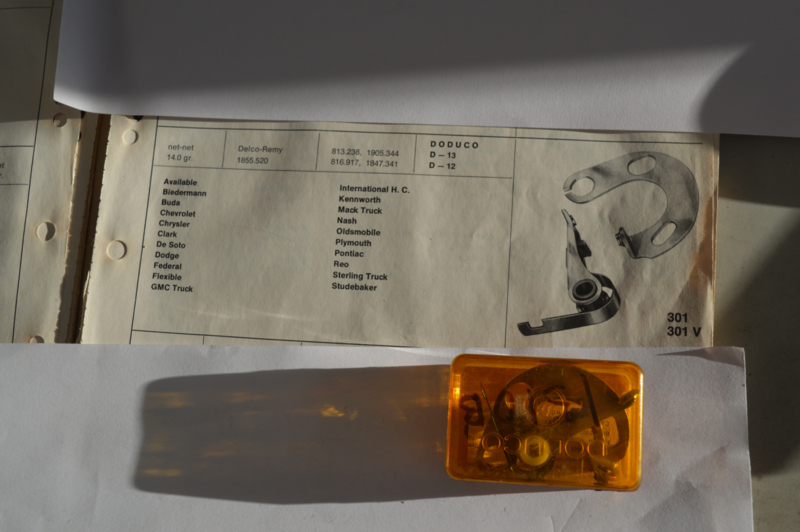 net-net
14.0 gr.
Delco-Remy
1855.520
813.238, 1905.344
816.917, 1847.341
DODUCO
D — 13
D — 12
Available
Biedermann
Buda
Chevrolet
Chrysler
Clark
De Soto
Dodge
Federal
Flexible
GMC Truck
International H. C.
Kennworth
Mack Truck
Nash
Oldsmobile
Plymouth
Pontiac
Reo
Sterling Truck
Studebaker
301
301 V